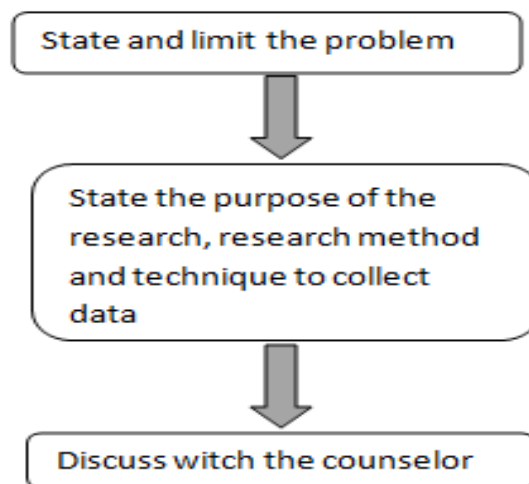 State and limit the problem
State the purpose of the
research, research method
and technique to collect
data
Discuss witch the counselor